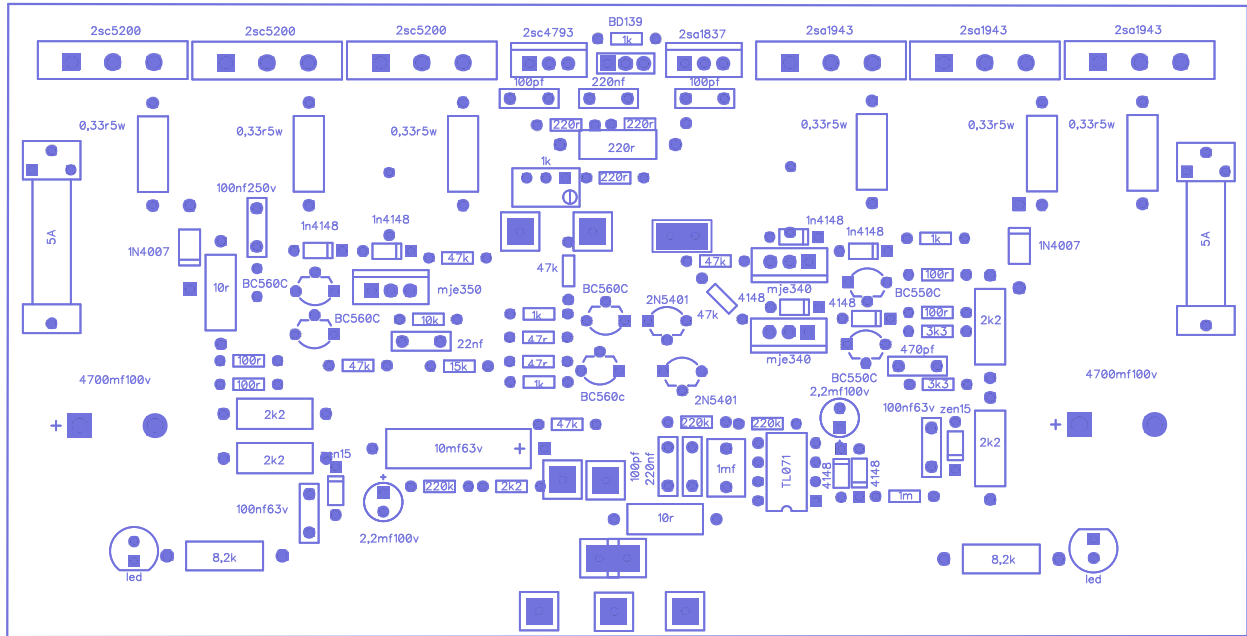 2sc5200
2sc5200
2sc5200
2sc4793
BD139
1k
2sa1837
2sa1943
2sa1943
2sa1943
100pf
220nf
100pf
0,33r5w
0,33r5w
0,33r5w
220r
220r
0,33r5w
0,33r5w
0,33r5w
220r
1k
220r
100nf250v
5A
1N4007
1n4148
1n4148
47k
47k
47k
1n4148
1n4148
1k
1N4007
5A
10r
BC560C
mje350
BC560C
2N5401
4148
47k
mje340
4148
BC550C
100r
100r
2k2
BC560C
10k
22nf
1k
47r
47r
1k
BC560c
2N5401
mje340
BC550C
3k3
470pf
3k3
100r
100r
47k
15k
4700mf100v
+
2k2
2k2
zen15
10mf63v
+
47k
220k
220k
2,2mf100v
100nf63v
zen15
2k2
4700mf100v
+
100pf
220nf
1mf
TL071
4148
4148
1m
220k
2k2
100nf63v
+
2,2mf100v
10r
led
8,2k
8,2k
led